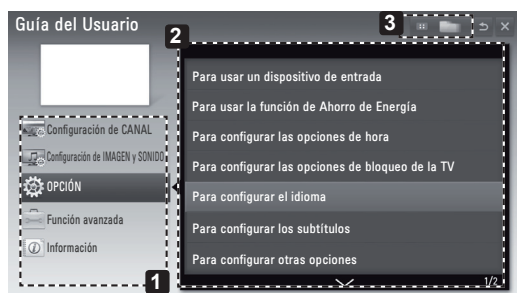 Guía del Usuario
2
3
Para usar un dispositivo de entrada
Para usar la función de Ahorro de Energía
Para configurar las opciones de hora
Para configurar las opciones de bloqueo de la TV
Para configurar el idioma
Para configurar los subtítulos
Para configurar otras opciones
1/2
Configuración de CANAL
Configuración de IMAGEN y SONIDO
OPCIÓN
Función avanzada
Información
1